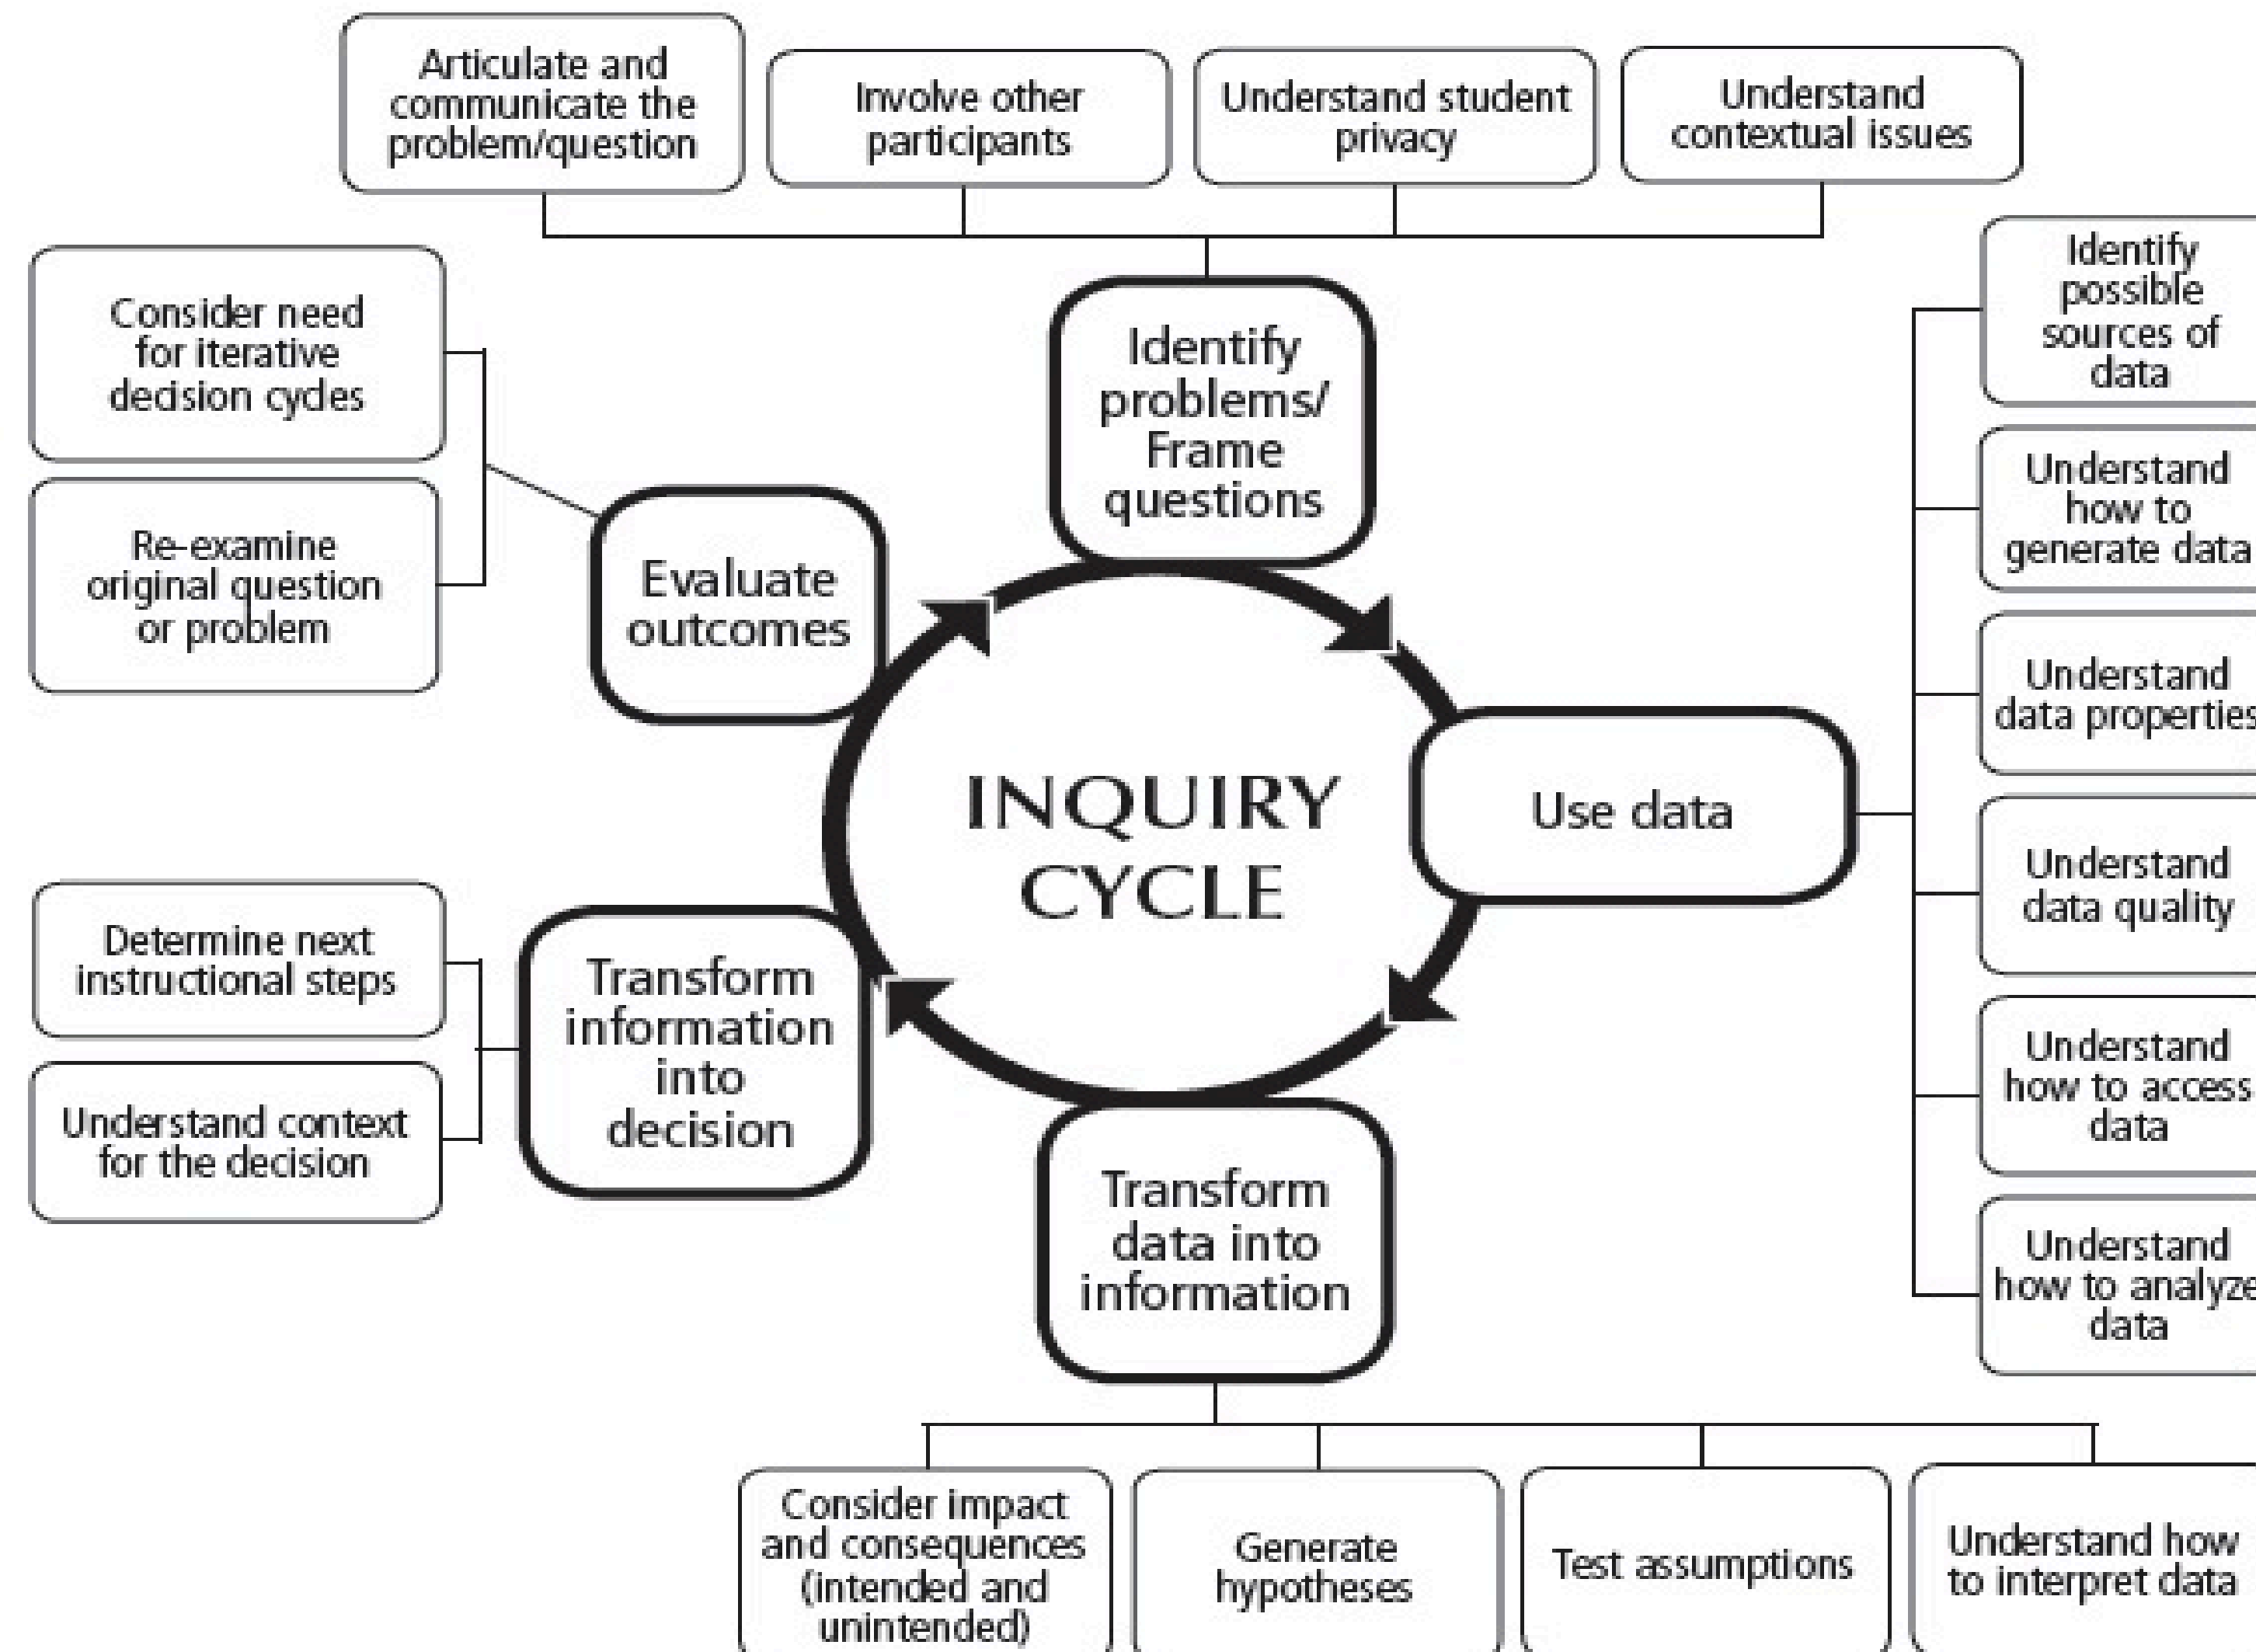 Articulate and
communicate the
problem/question
Involve other
participants
Understand student
privacy
Understand
contextual issues
Identify
problems/
Frame
questions
Identify
possible
sources of
data
Understand
how to
generate data
Understand
data properties
Understand
data quality
Understand
how to access
data
Understand
how to analyze
data
Consider need
for iterative
decision cycles
Re-examine
original question
or problem
Evaluate
outcomes
INQUIRY
CYCLE
Use data
Determine next
instructional steps
Understand context
for the decision
Transform
information
into
decision
Transform
data into
information
Consider impact
and consequences
(intended and
unintended)
Generate
hypotheses
Test assumptions
Understand how
to interpret data